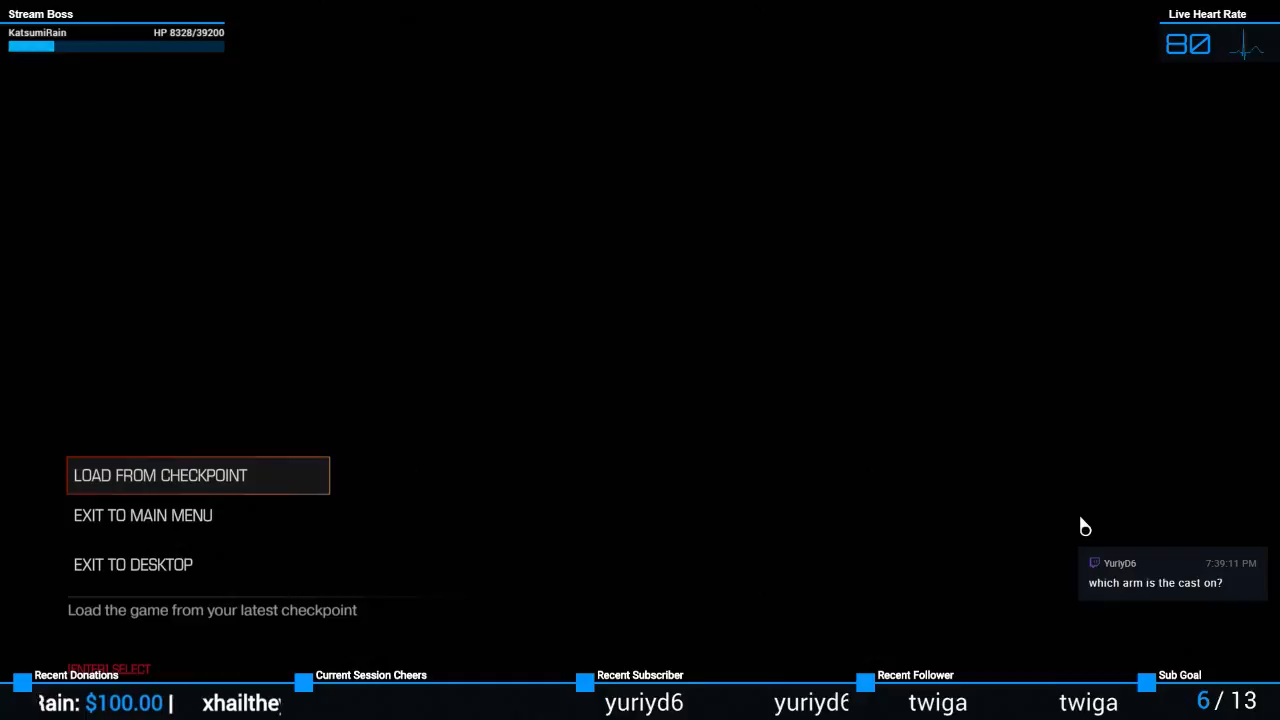 Stream Boss
KatsumiRain HP 8328/39200
Live Heart Rate
80
LOAD FROM CHECKPOINT
EXIT TO MAIN MENU
EXIT TO DESKTOP
Load the game from your latest checkpoint
[ENTER] SELECT
YuriyD6 7:39:11 PM
which arm is the cast on?
Recent Donations
Rain: $100.00 | xhailthey
Current Session Cheers
Recent Subscriber
yuriyd6 yuriyd6
Recent Follower
twiga twiga
Sub Goal
6 / 13